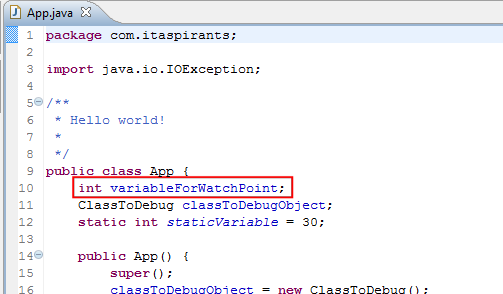 App.java
1 package com.itaspirants;
2
3 import java.io.IOException;
4
5 /**
6  * Hello world!
7  *
8  */
9 public class App {
10     int variableForWatchPoint;
11     ClassToDebug classToDebugObject;
12     static int staticVariable = 30;
13
14     public App() {
15         super();
16         classToDebugObject = new ClassToDebug();